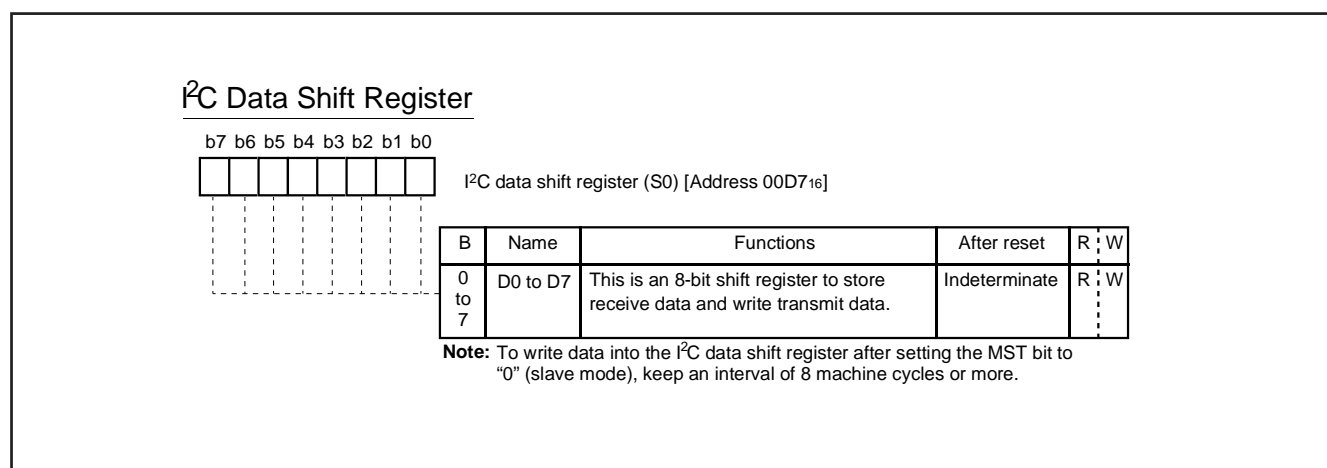 I²C Data Shift Register
b7 b6 b5 b4 b3 b2 b1 b0
I²C data shift register (S0) [Address 00D7₁₆]
B Name Functions After reset R W
0 to 7 D0 to D7 This is an 8-bit shift register to store Indeterminate R W
receive data and write transmit data.
Note: To write data into the I²C data shift register after setting the MST bit to
“0” (slave mode), keep an interval of 8 machine cycles or more.